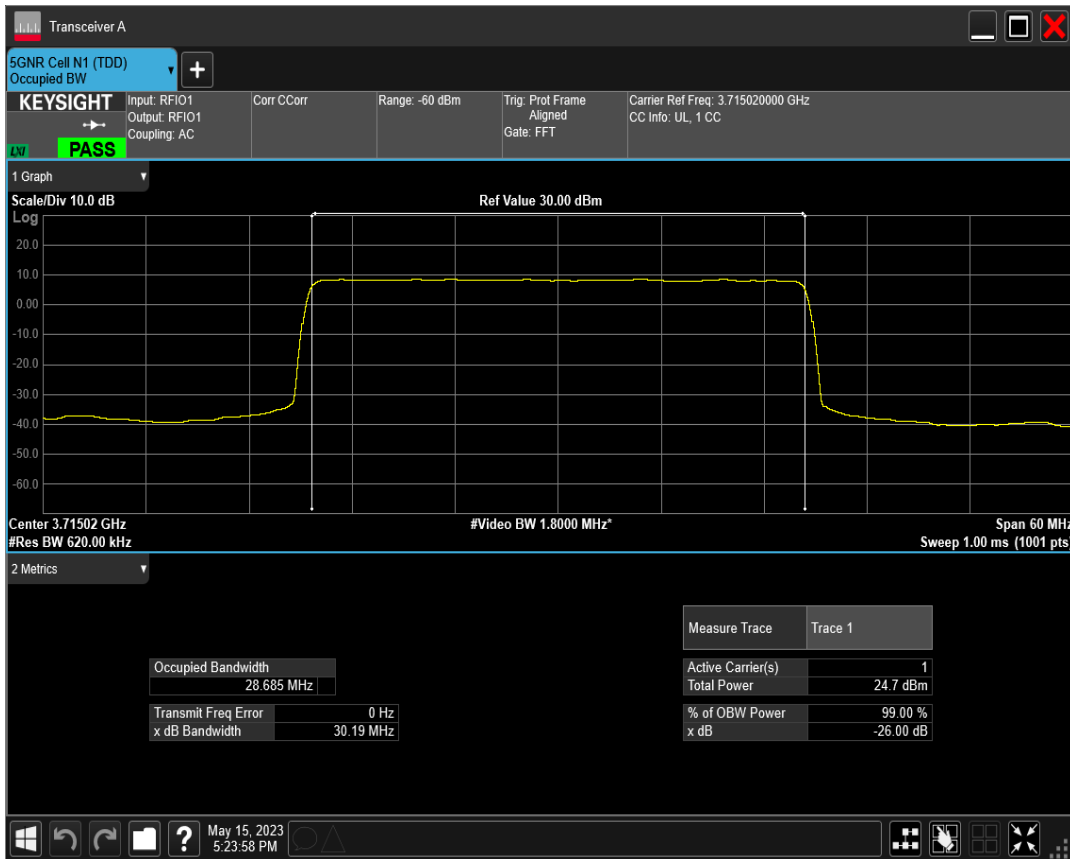 Transceiver A
5GNR Cell N1 (TDD)
Occupied BW
+
KEYSIGHT
LXI
PASS
Input: RFIO1
Output: RFIO1
Coupling: AC
Corr CCorr
Range: -60 dBm
Trig: Prot Frame
Aligned
Gate: FFT
Carrier Ref Freq: 3.715020000 GHz
CC Info: UL, 1 CC
1 Graph
Scale/Div 10.0 dB
Ref Value 30.00 dBm
Log
20.0
10.0
0.00
-10.0
-20.0
-30.0
-40.0
-50.0
-60.0
Center 3.71502 GHz
#Video BW 1.8000 MHz*
Span 60 MHz
#Res BW 620.00 kHz
Sweep 1.00 ms (1001 pts)
2 Metrics
Measure Trace Trace 1
Occupied Bandwidth
28.685 MHz
Transmit Freq Error 0 Hz
x dB Bandwidth 30.19 MHz
Active Carrier(s) 1
Total Power 24.7 dBm
% of OBW Power 99.00 %
x dB -26.00 dB
?
May 15, 2023
5:23:58 PM